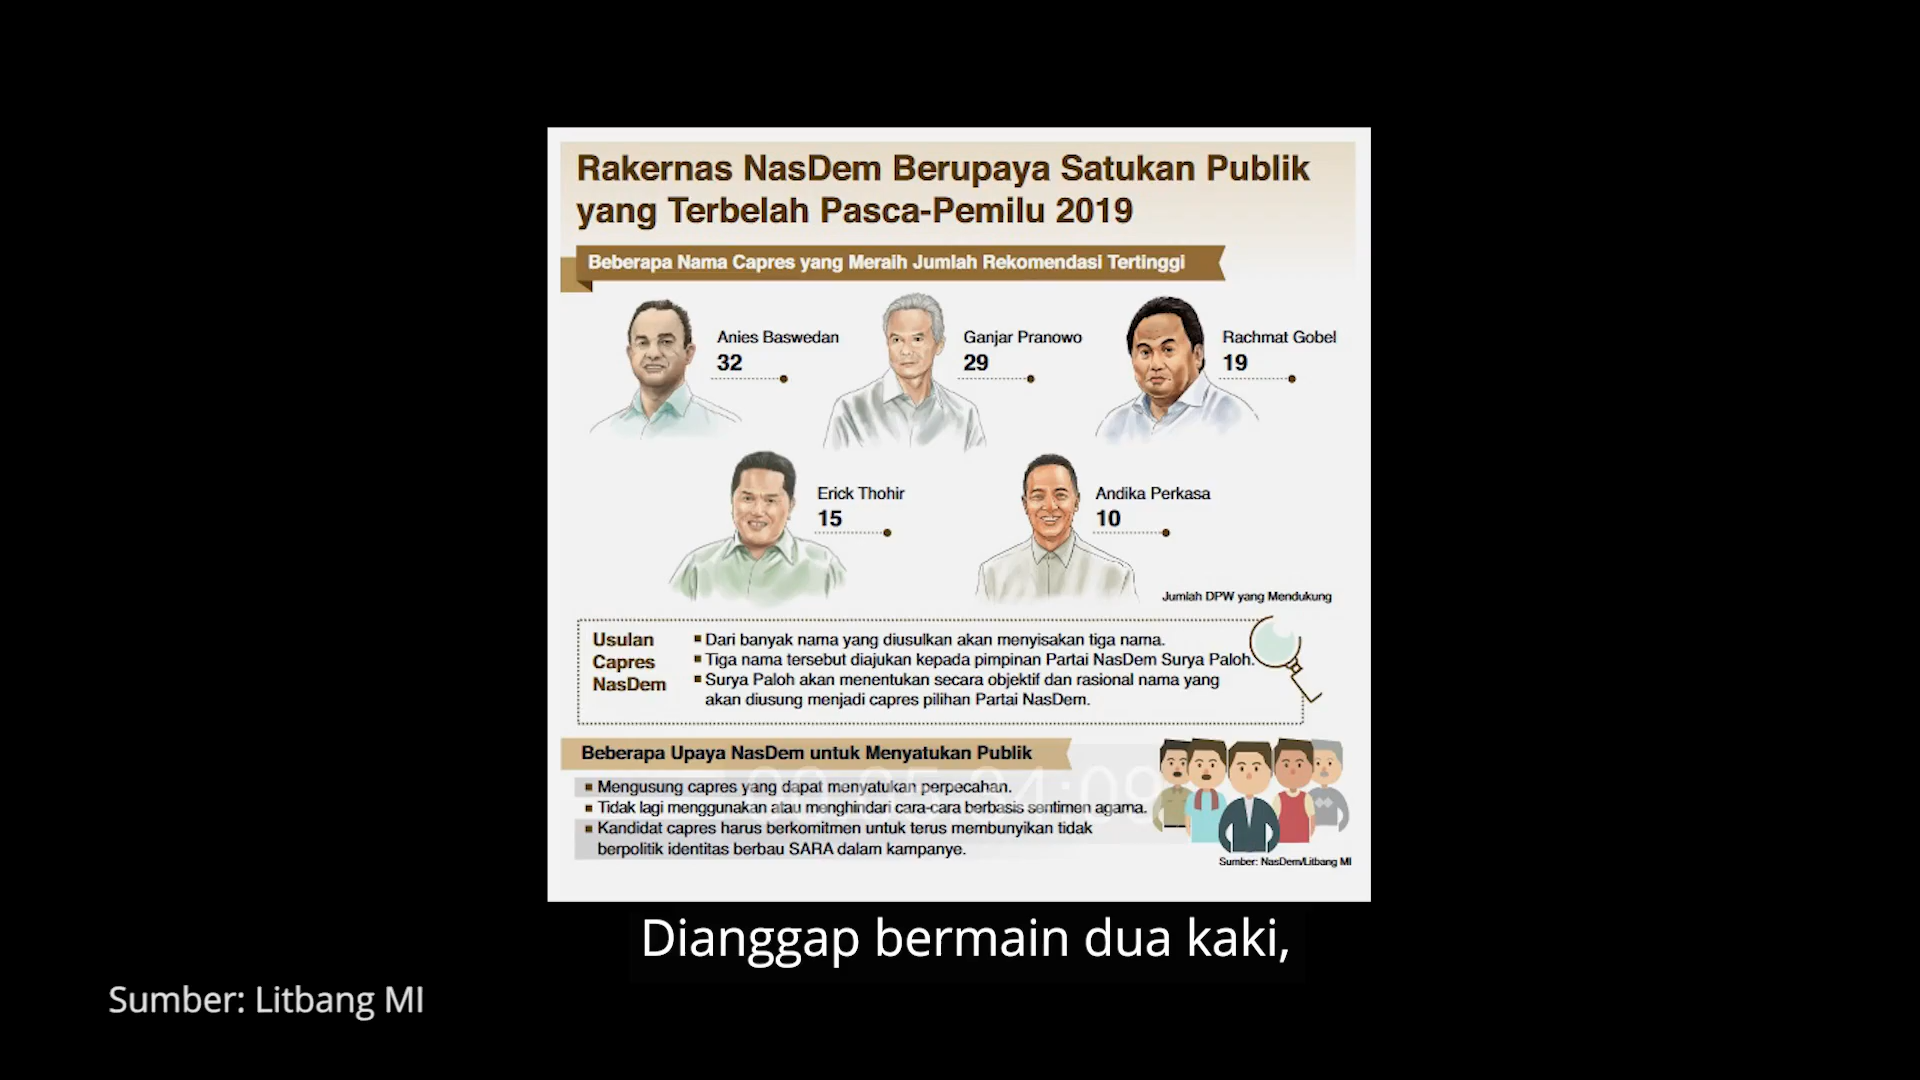 Rakernas NasDem Berupaya Satukan Publik
yang Terbelah Pasca-Pemilu 2019
Beberapa Nama Capres yang Meraih Jumlah Rekomendasi Tertinggi
Anies Baswedan
32
Ganjar Pranowo
29
Rachmat Gobel
19
Erick Thohir
15
Andika Perkasa
10
Jumlah DPW yang Mendukung
Usulan
Capres
NasDem
Dari banyak nama yang diusulkan akan menyisakan tiga nama.
Tiga nama tersebut diajukan kepada pimpinan Partai NasDem Surya Paloh.
Surya Paloh akan menentukan secara objektif dan rasional nama yang
akan diusung menjadi capres pilihan Partai NasDem.
Beberapa Upaya NasDem untuk Menyatukan Publik
Mengusung capres yang dapat menyatukan perpecahan.
Tidak lagi menggunakan atau menghindari cara-cara berbasis sentimen agama.
Kandidat capres harus berkomitmen untuk terus membunyikan tidak
berpolitik identitas berbau SARA dalam kampanye.
Sumber: NasDem/Litbang MI
Dianggap bermain dua kaki,
Sumber: Litbang MI